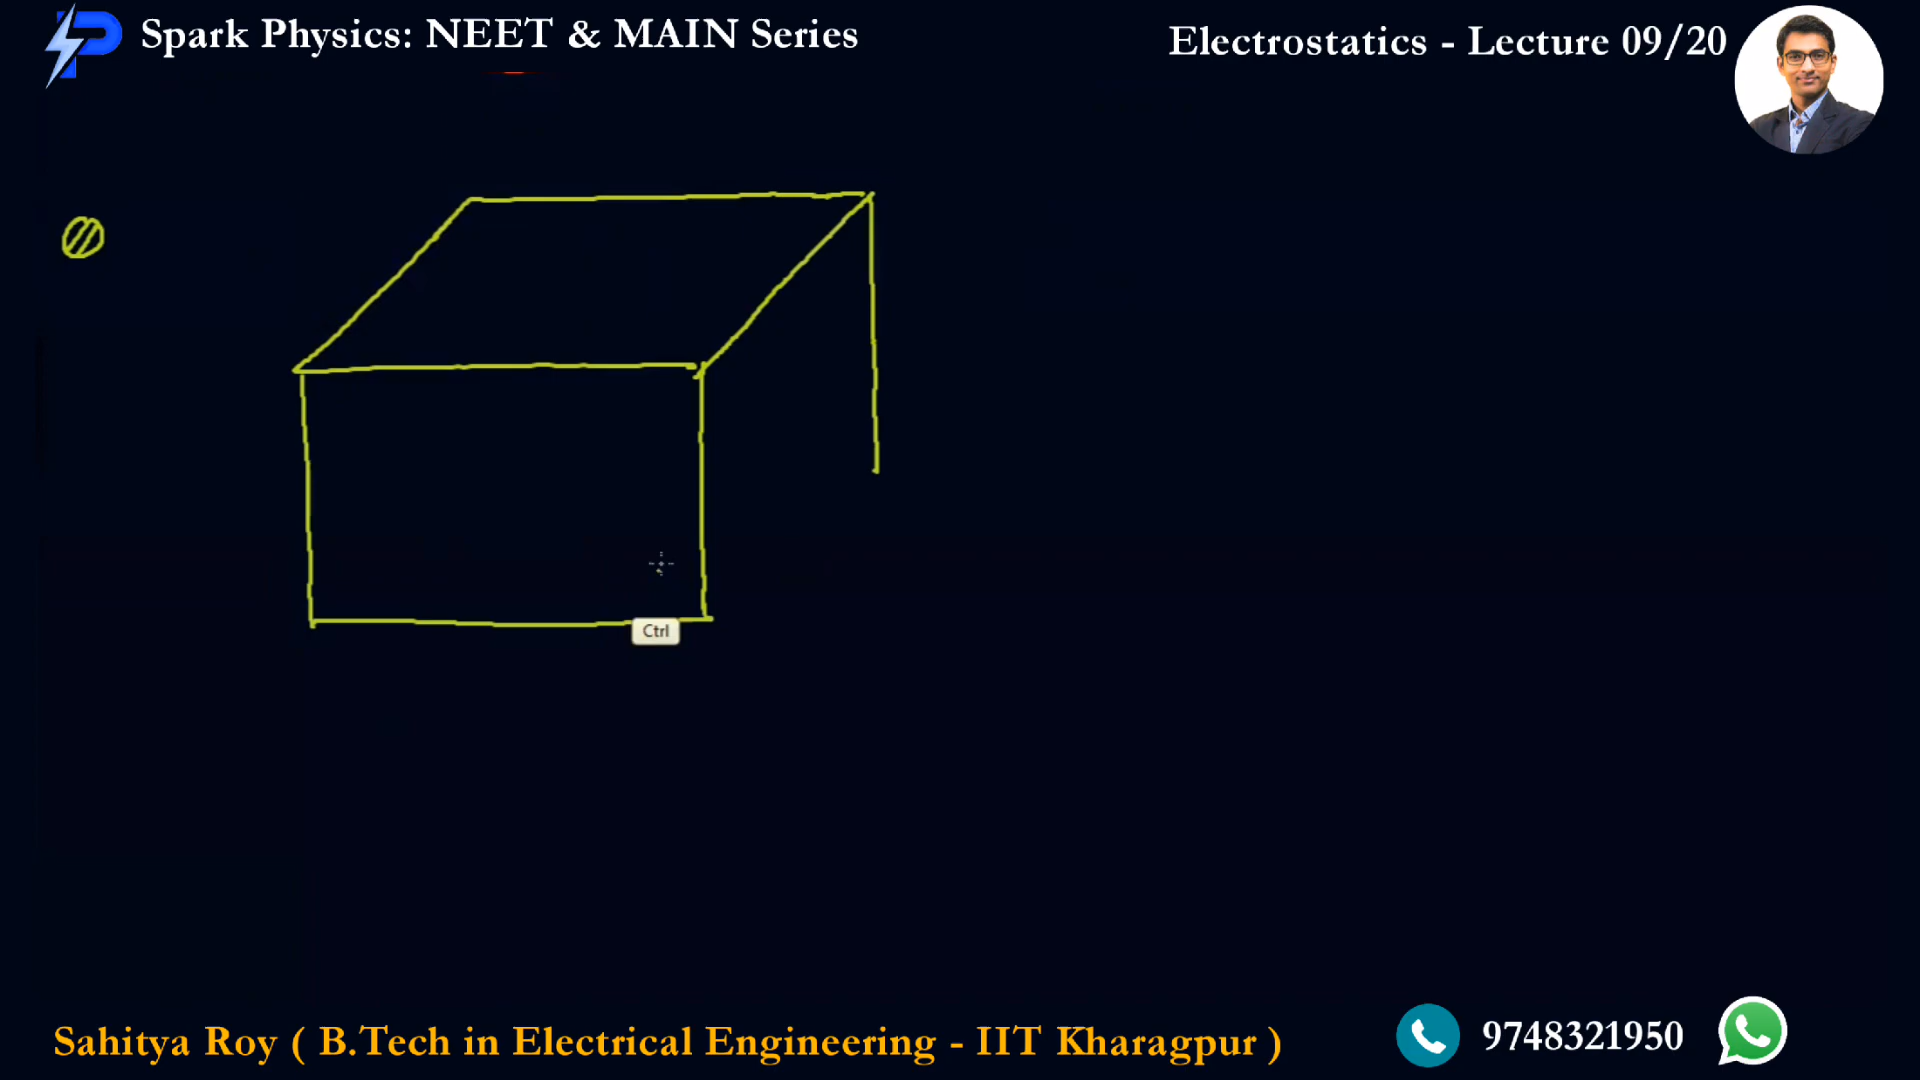 Spark Physics: NEET & MAIN Series
Electrostatics - Lecture 09/20
Ctrl
Sahitya Roy ( B.Tech in Electrical Engineering - IIT Kharagpur )
9748321950